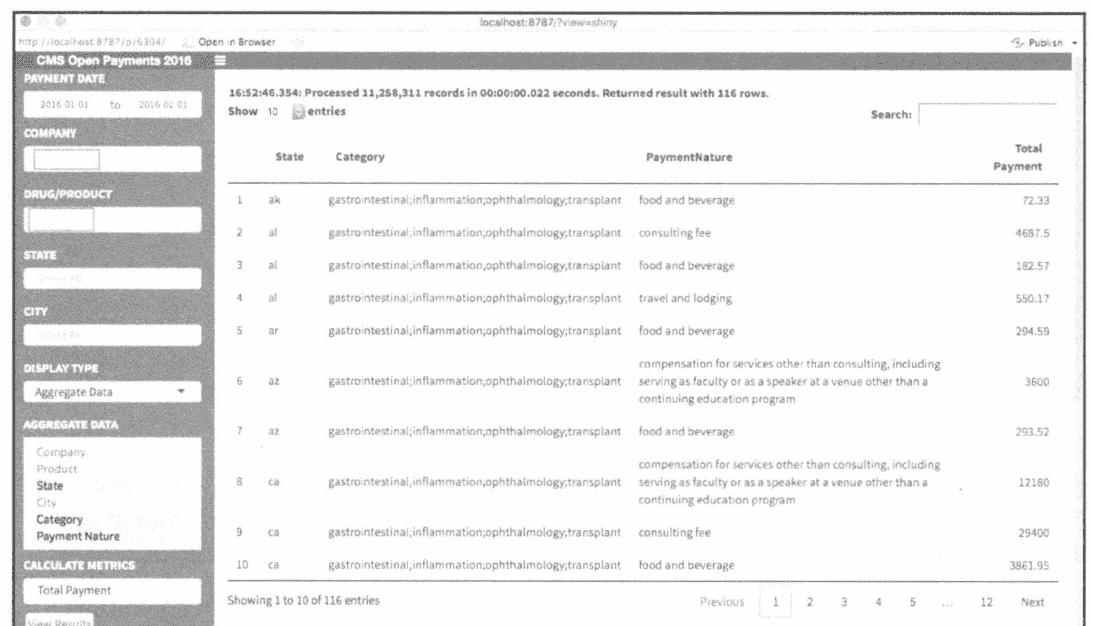 localhost:8787/?view=shiny
http://localhost:8787/p/6304/ Open in Browser Publish
CMS Open Payments 2016
PAYMENT DATE
2016-01-01 to 2016-02-01
COMPANY
DRUG/PRODUCT
STATE
Select All
CITY
Select All
DISPLAY TYPE
Aggregate Data
AGGREGATE DATA
Company
Product
State
City
Category
Payment Nature
CALCULATE METRICS
Total Payment
View Results
16:52:46.354: Processed 11,258,311 records in 00:00:00.022 seconds. Returned result with 116 rows.
Show 10 entries
Search:
State Category PaymentNature Total Payment
1 ak gastrointestinal;inflammation;ophthalmology;transplant food and beverage 72.33
2 al gastrointestinal;inflammation;ophthalmology;transplant consulting fee 4687.5
3 al gastrointestinal;inflammation;ophthalmology;transplant food and beverage 182.57
4 al gastrointestinal;inflammation;ophthalmology;transplant travel and lodging 550.17
5 ar gastrointestinal;inflammation;ophthalmology;transplant food and beverage 294.59
compensation for services other than consulting, including
6 az gastrointestinal;inflammation;ophthalmology;transplant serving as faculty or as a speaker at a venue other than a 3600
continuing education program
7 az gastrointestinal;inflammation;ophthalmology;transplant food and beverage 293.52
compensation for services other than consulting, including
8 ca gastrointestinal;inflammation;ophthalmology;transplant serving as faculty or as a speaker at a venue other than a 12180
continuing education program
9 ca gastrointestinal;inflammation;ophthalmology;transplant consulting fee 29400
10 ca gastrointestinal;inflammation;ophthalmology;transplant food and beverage 3861.95
Showing 1 to 10 of 116 entries
Previous 1 2 3 4 5 ... 12 Next